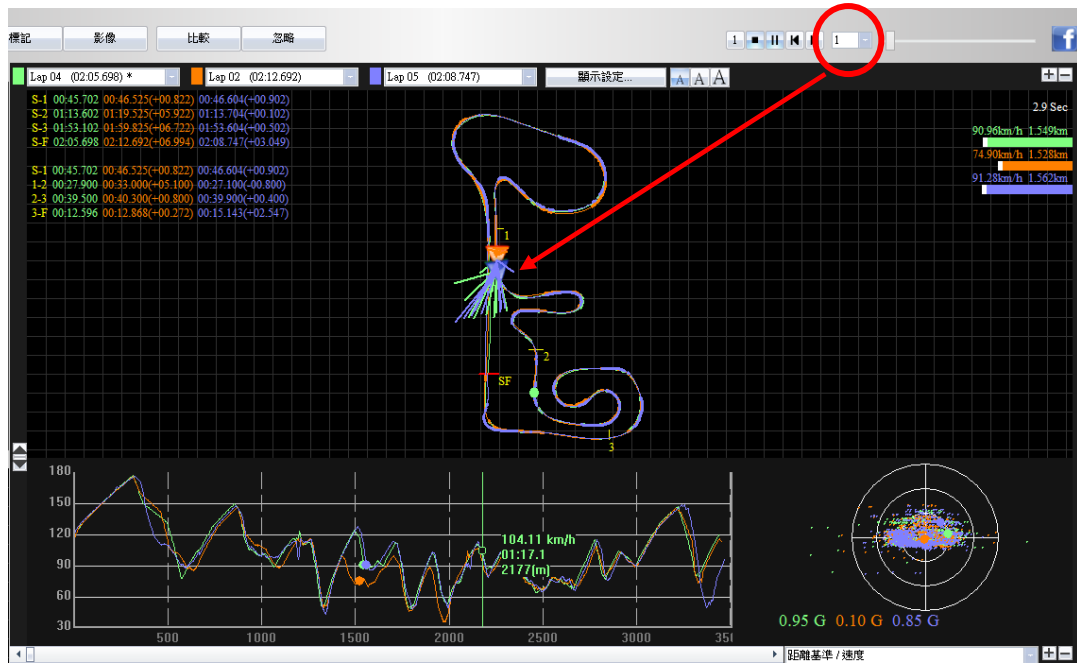 標記 影像 比較 忽略 1 1 f
Lap 04 (02:05.698) * Lap 02 (02:12.692) Lap 05 (02:08.747) 顯示設定... A A A
S-1 00:45.702 00:46.525(+00.822) 00:46.604(+00.902)
S-2 01:13.602 01:19.525(+05.922) 01:13.704(+00.102)
S-3 01:53.102 01:59.825(+06.722) 01:53.604(+00.502)
S-F 02:05.698 02:12.692(+06.994) 02:08.747(+03.049)
S-1 00:45.702 00:46.525(+00.822) 00:46.604(+00.902)
1-2 00:27.900 00:33.000(+05.100) 00:27.100(-00.800)
2-3 00:39.500 00:40.300(+00.800) 00:39.900(+00.400)
3-F 00:12.596 00:12.868(+00.272) 00:15.143(+02.547)
2.9 Sec
90.96km/h 1.549km
74.90km/h 1.528km
91.28km/h 1.562km
1
2
SF
3
180
150
120
90
60
30
104.11 km/h
01:17.1
2177(m)
500 1000 1500 2000 2500 3000 35
0.95 G 0.10 G 0.85 G
距離基準 / 速度